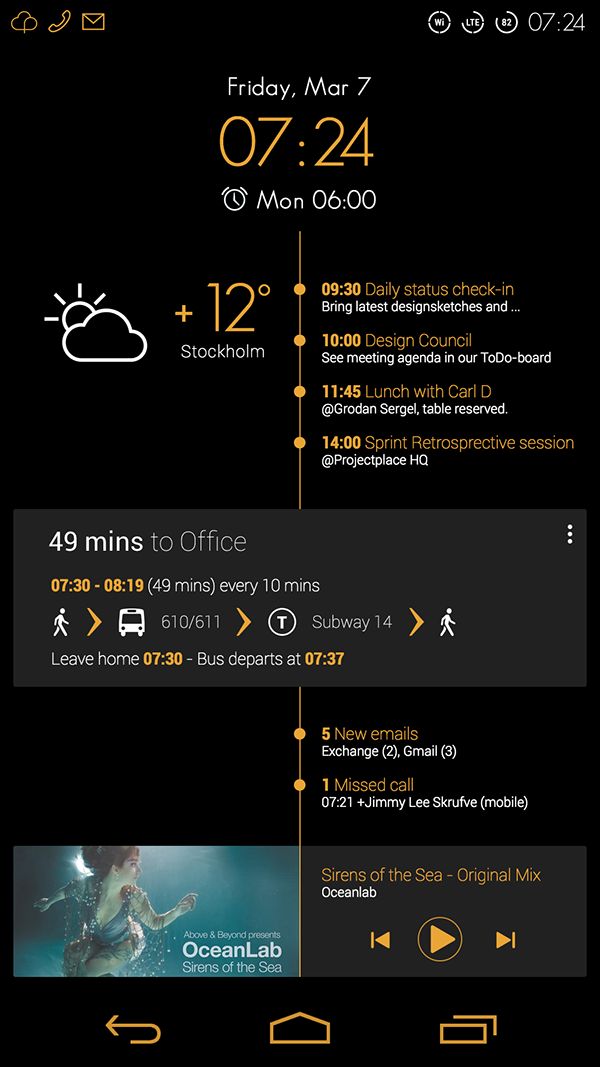 Wi LTE 82 07:24
Friday, Mar 7
07:24
Mon 06:00
+ 12°
Stockholm
09:30 Daily status check-in
Bring latest designsketches and ...
10:00 Design Council
See meeting agenda in our ToDo-board
11:45 Lunch with Carl D
@Grodan Sergel, table reserved.
14:00 Sprint Retrosprective session
@Projectplace HQ
49 mins to Office
07:30 - 08:19 (49 mins) every 10 mins
610/611 T Subway 14
Leave home 07:30 - Bus departs at 07:37
5 New emails
Exchange (2), Gmail (3)
1 Missed call
07:21 +Jimmy Lee Skrufve (mobile)
Above & Beyond presents
OceanLab
Sirens of the Sea
Sirens of the Sea - Original Mix
Oceanlab